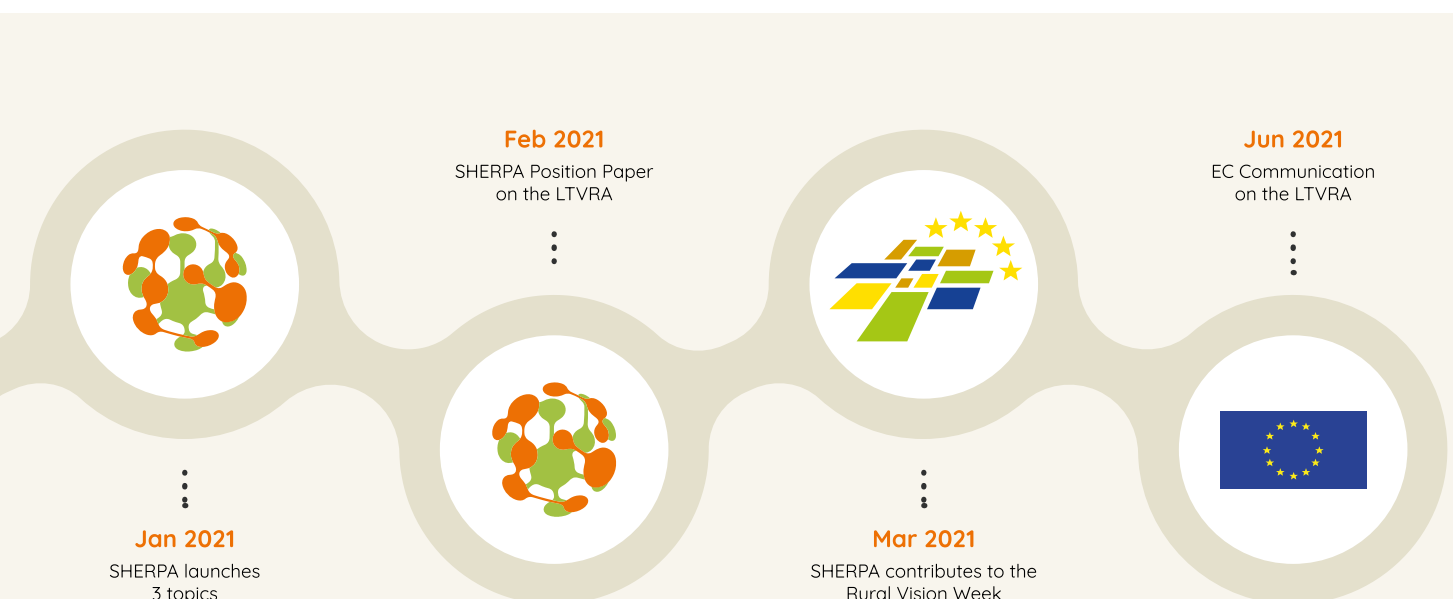 Feb 2021
SHERPA Position Paper
on the LTVRA
Jun 2021
EC Communication
on the LTVRA
Jan 2021
SHERPA launches
3 topics
Mar 2021
SHERPA contributes to the
Rural Vision Week